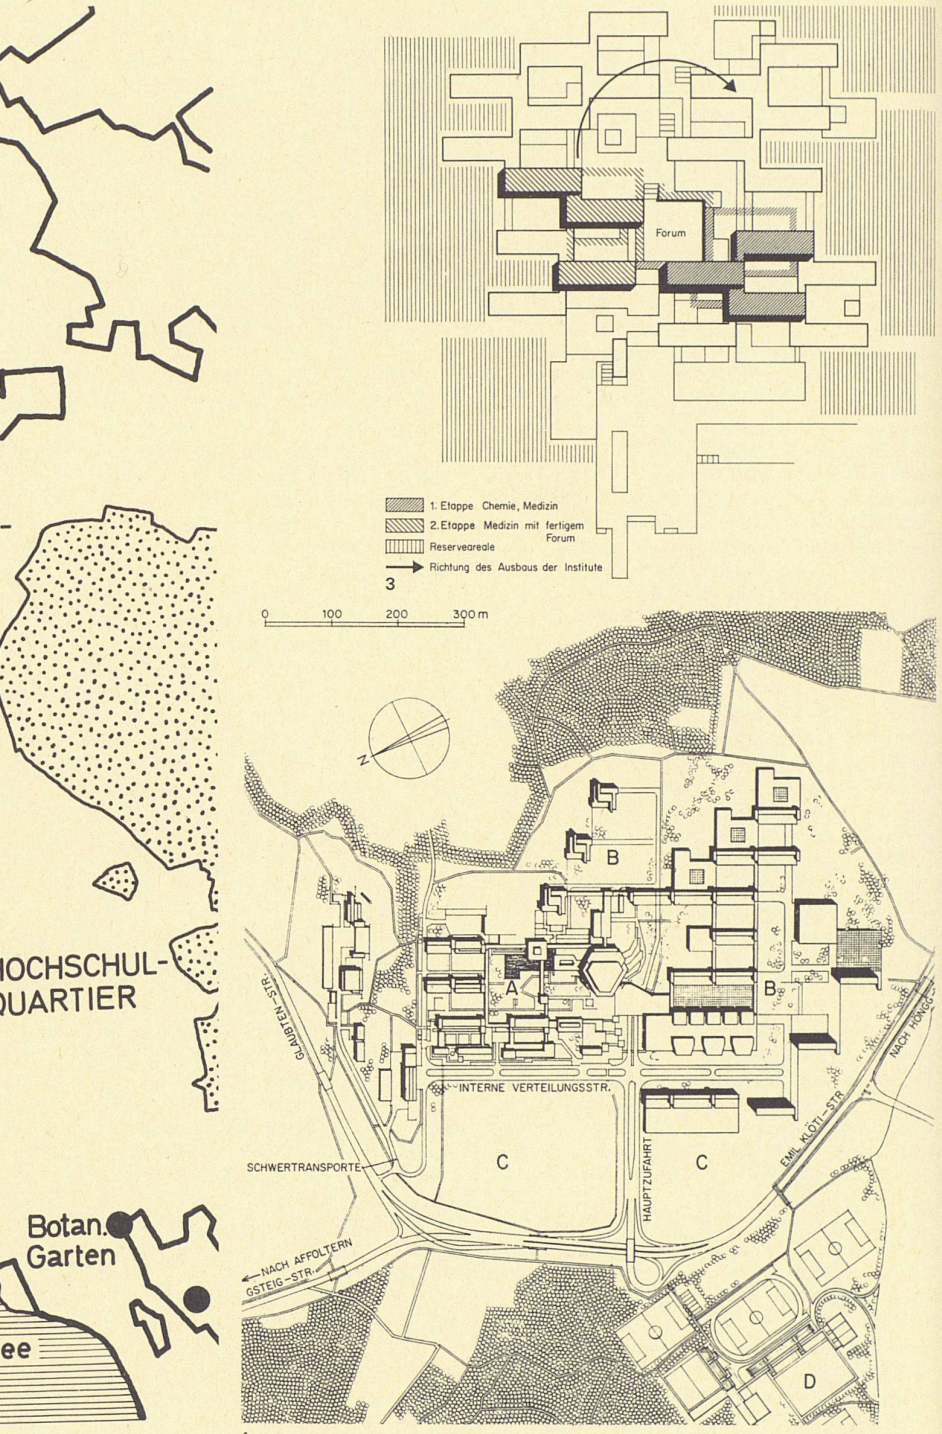 Forum
1. Etappe Chemie, Medizin
2. Etappe Medizin mit fertigem
Forum
Reserveareale
Richtung des Ausbaus der Institute
3
0 100 200 300 m
N
HOCHSCHUL-
QUARTIER
B
A
B
GLAUBTEN-STR.
NACH HÖNGG
INTERNE VERTEILUNGSSTR.
EMIL KLÖTI-STR
SCHWERTRANSPORTE
C
C
HAUPTZUFAHRT
Botan.
Garten
NACH AFFOLTERN
GSTEIG-STR.
ee
D